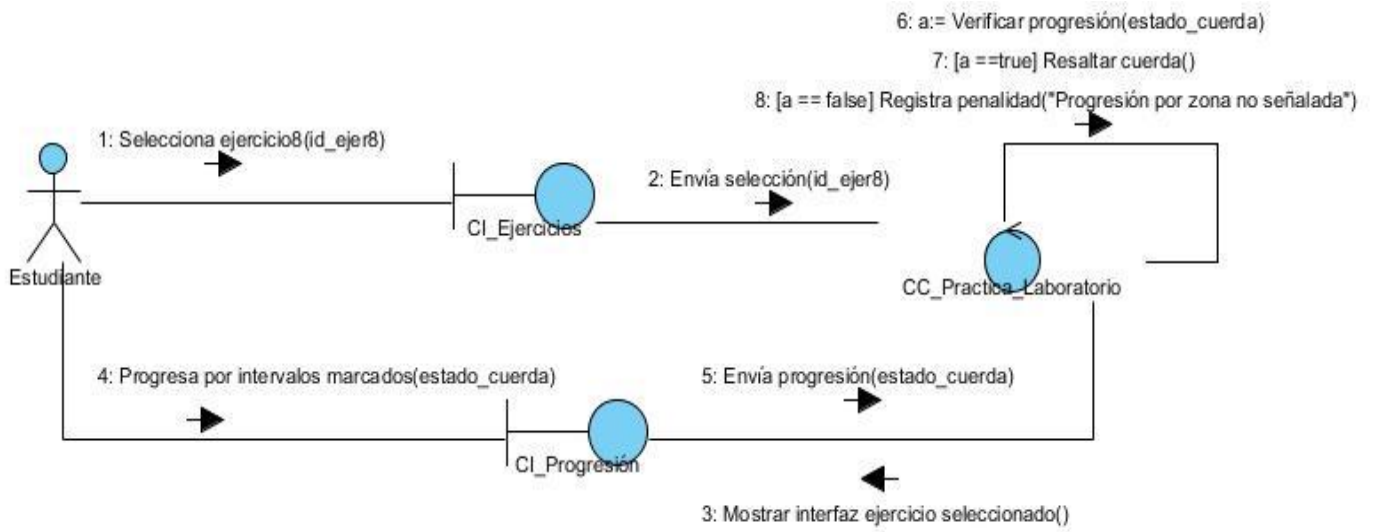 6: a:= Verificar progresión(estado_cuerda)
7: [a ==true] Resaltar cuerda()
8: [a == false] Registra penalidad("Progresión por zona no señalada")
1: Selecciona ejercicio8(id_ejer8)
2: Envía selección(id_ejer8)
CI_Ejercicios
Estudiante
CC_Practica_Laboratorio
4: Progresa por intervalos marcados(estado_cuerda)
5: Envía progresión(estado_cuerda)
CI_Progresión
3: Mostrar interfaz ejercicio seleccionado()